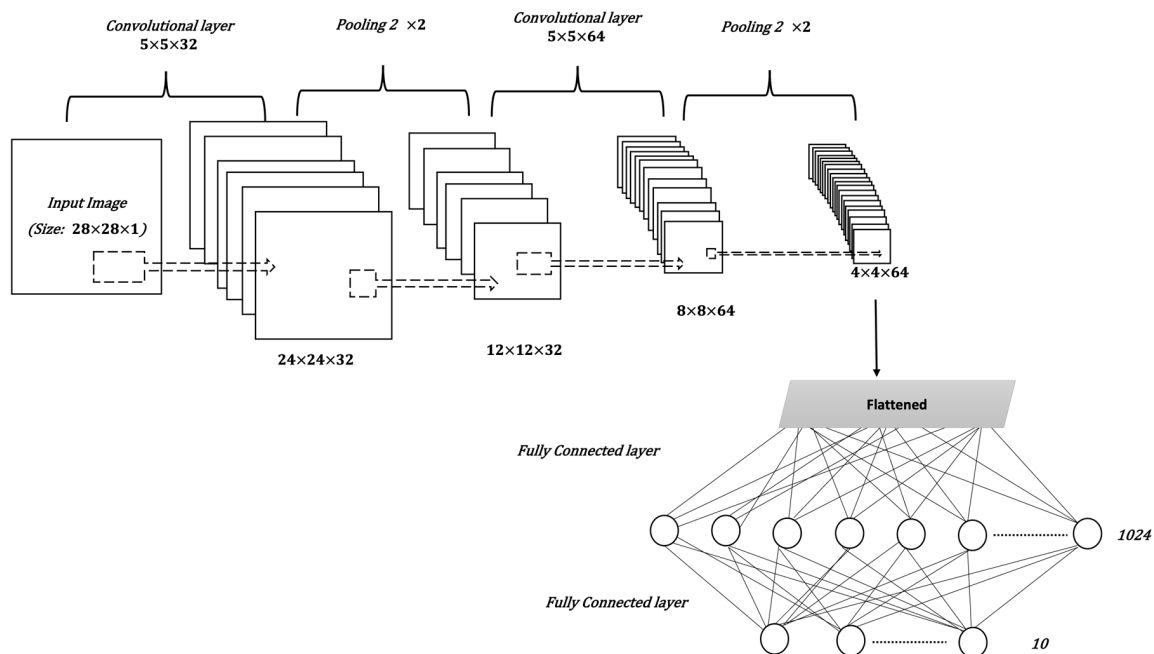 Convolutional layer
5×5×32
Pooling 2 ×2
Convolutional layer
5×5×64
Pooling 2 ×2
Input Image
(Size: 28×28×1)
24×24×32
12×12×32
8×8×64
4×4×64
Flattened
Fully Connected layer
1024
Fully Connected layer
10